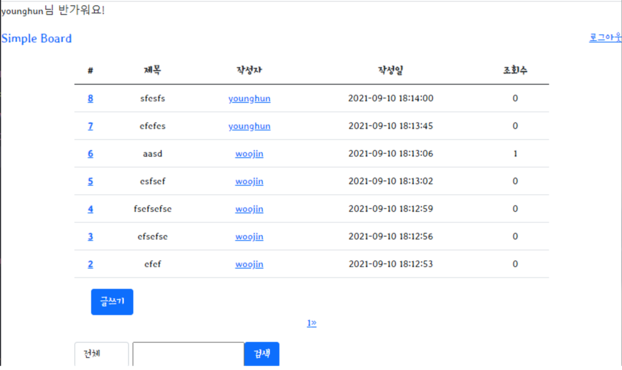 younghun님 반가워요!
Simple Board 로그아웃
# 제목 작성자 작성일 조회수
8 sfesfs younghun 2021-09-10 18:14:00 0
7 efefes younghun 2021-09-10 18:13:45 0
6 aasd woojin 2021-09-10 18:13:06 1
5 esfsef woojin 2021-09-10 18:13:02 0
4 fsefsefse woojin 2021-09-10 18:12:59 0
3 efsefse woojin 2021-09-10 18:12:56 0
2 efef woojin 2021-09-10 18:12:53 0
글쓰기
1»
전체 검색